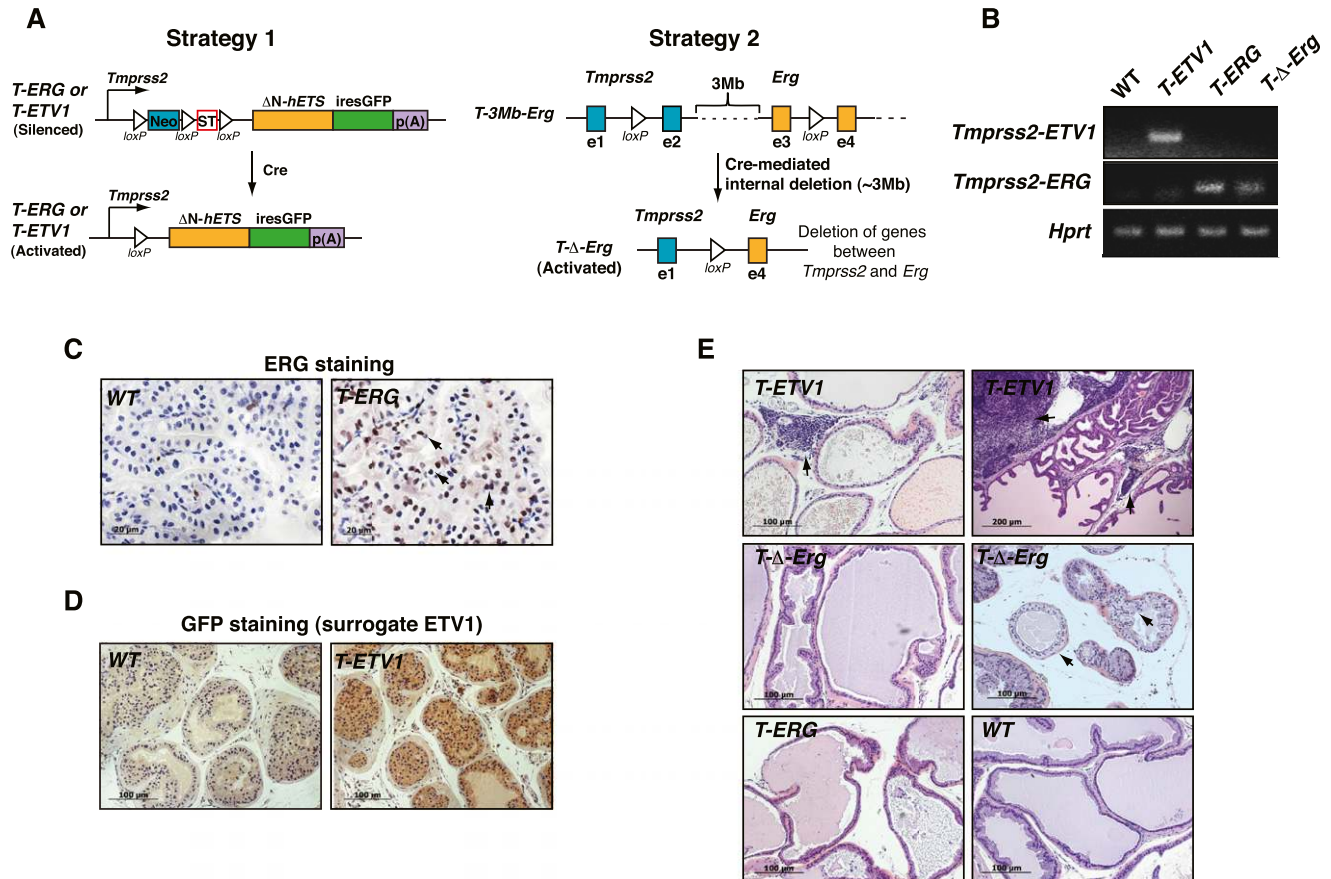 A
Strategy 1
Tmprss2
T-ERG or
T-ETV1
(Silenced)
Neo
ST
ΔN-hETS
iresGFP
p(A)
loxP
loxP
loxP
Cre
Tmprss2
T-ERG or
T-ETV1
(Activated)
ΔN-hETS
iresGFP
p(A)
loxP
Strategy 2
Tmprss2
3Mb
Erg
T-3Mb-Erg
e1
loxP
e2
e3
loxP
e4
Cre-mediated
internal deletion (~3Mb)
Tmprss2
Erg
T-Δ-Erg
(Activated)
e1
loxP
e4
Deletion of genes
between
Tmprss2 and Erg
B
WT
T-ETV1
T-ERG
T-Δ-Erg
Tmprss2-ETV1
Tmprss2-ERG
Hprt
C
ERG staining
WT
20 μm
T-ERG
20 μm
D
GFP staining (surrogate ETV1)
WT
100 μm
T-ETV1
100 μm
E
T-ETV1
100 μm
T-ETV1
200 μm
T-Δ-Erg
100 μm
T-Δ-Erg
100 μm
T-ERG
100 μm
WT
100 μm